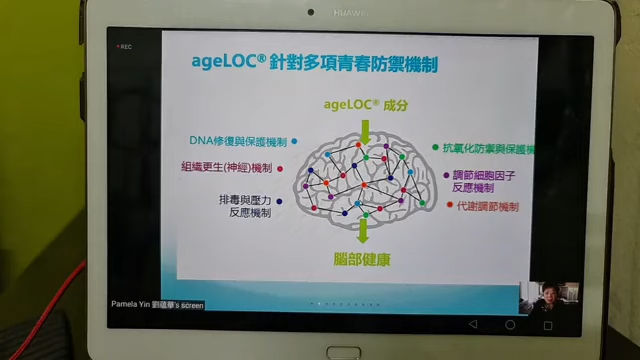 HUAWEI
REC
ageLOC® 針對多項青春防禦機制
ageLOC® 成分
DNA修復與保護機制
組織更生(神經)機制
排毒與壓力
反應機制
抗氧化防禦與保護機
調節細胞因子
反應機制
代謝調節機制
腦部健康
Pamela Yin 劉蘊華's screen